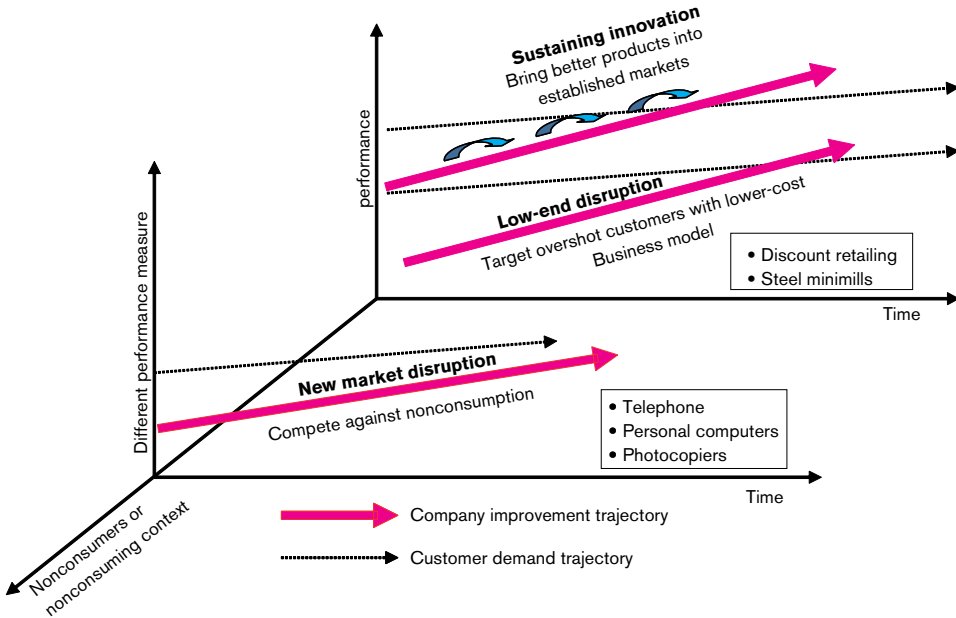 Sustaining innovation
Bring better products into
established markets
performance
Low-end disruption
Target overshot customers with lower-cost
Business model
• Discount retailing
• Steel minimills
Time
Different performance measure
New market disruption
Compete against nonconsumption
• Telephone
• Personal computers
• Photocopiers
Time
Nonconsumers or
nonconsuming context
Company improvement trajectory
Customer demand trajectory